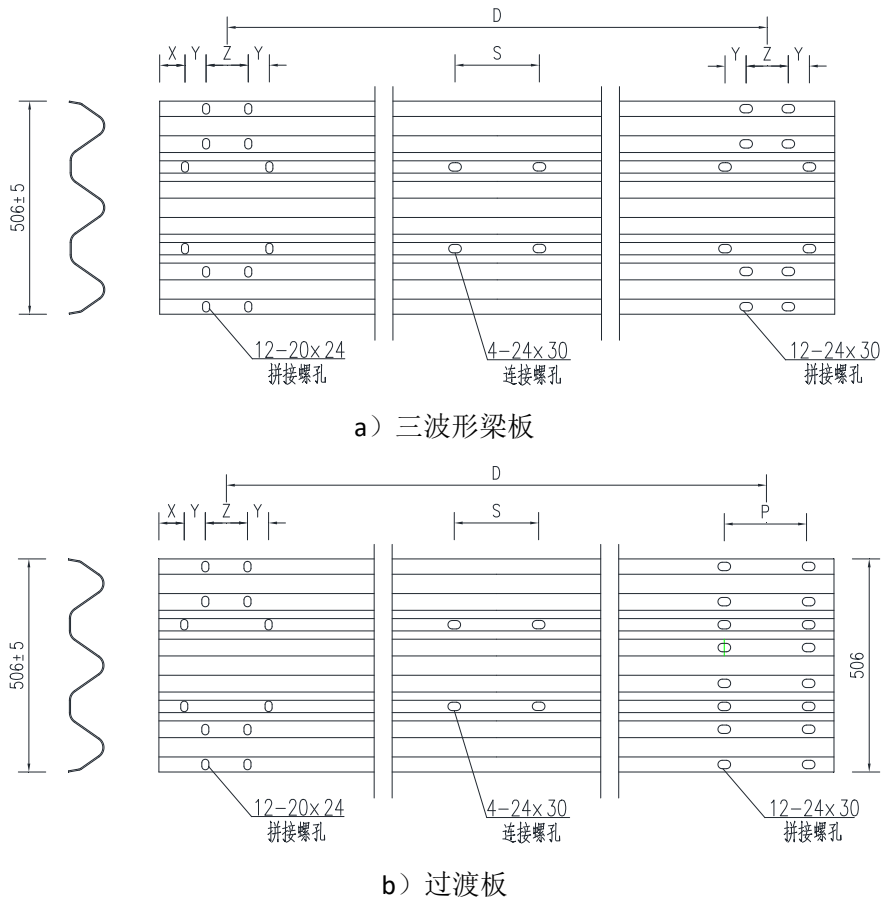 D
X Y Z Y
S
Y Z Y
506±5
12-20x24
拼接螺孔
4-24x30
连接螺孔
12-24x30
拼接螺孔
a）三波形梁板
D
X Y Z Y
S
P
506±5
506
12-20x24
拼接螺孔
4-24x30
连接螺孔
12-24x30
拼接螺孔
b）过渡板